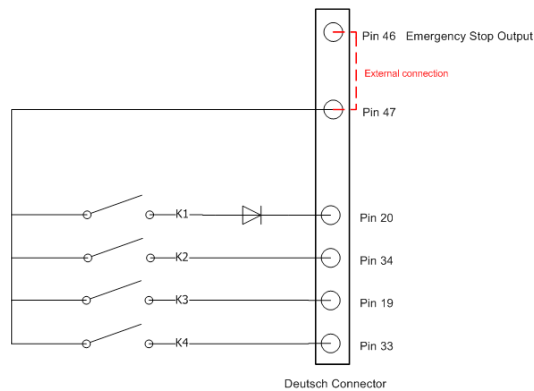 Pin 46 Emergency Stop Output
External connection
Pin 47
K1 Pin 20
K2 Pin 34
K3 Pin 19
K4 Pin 33
Deutsch Connector